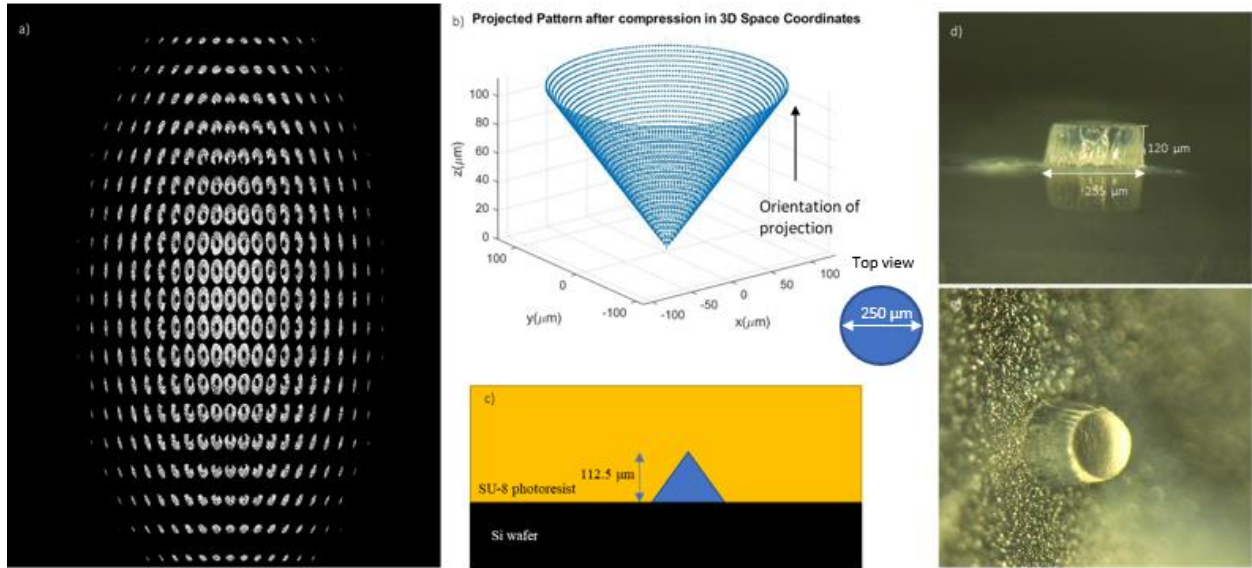 a)
b) Projected Pattern after compression in 3D Space Coordinates
100
80
60
40
20
0
z(μm)
100
0
-100
y(μm)
-100
-50
0
50
100
x(μm)
Orientation of
projection
Top view
250 μm
c)
112.5 μm
SU-8 photoresist
Si wafer
d)
120 μm
255 μm